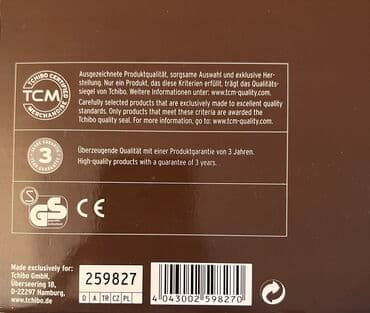 TCHIBO CERTIFIED
TCM
MERCHANDISE
Ausgezeichnete Produktqualität, sorgsame Auswahl und exklusive Her-
stellung. Nur ein Produkt, das diese Kriterien erfüllt, trägt das Qualitäts-
siegel von Tchibo. Weitere Informationen unter: www.tcm-quality.com.
Carefully selected products that are exclusively made to excellent quality
standards. Only products that meet these criteria are awarded the
Tchibo quality seal. For more information, go to: www.tcm-quality.com.
3
Überzeugende Qualität mit einer Produktgarantie von 3 Jahren.
High-quality products with a guarantee of 3 years.
GS
CE
Made exclusively for:
Tchibo GmbH,
Überseering 18,
D-22297 Hamburg,
www.tchibo.de
259827
D A TR CZ PL
4 043002 598270